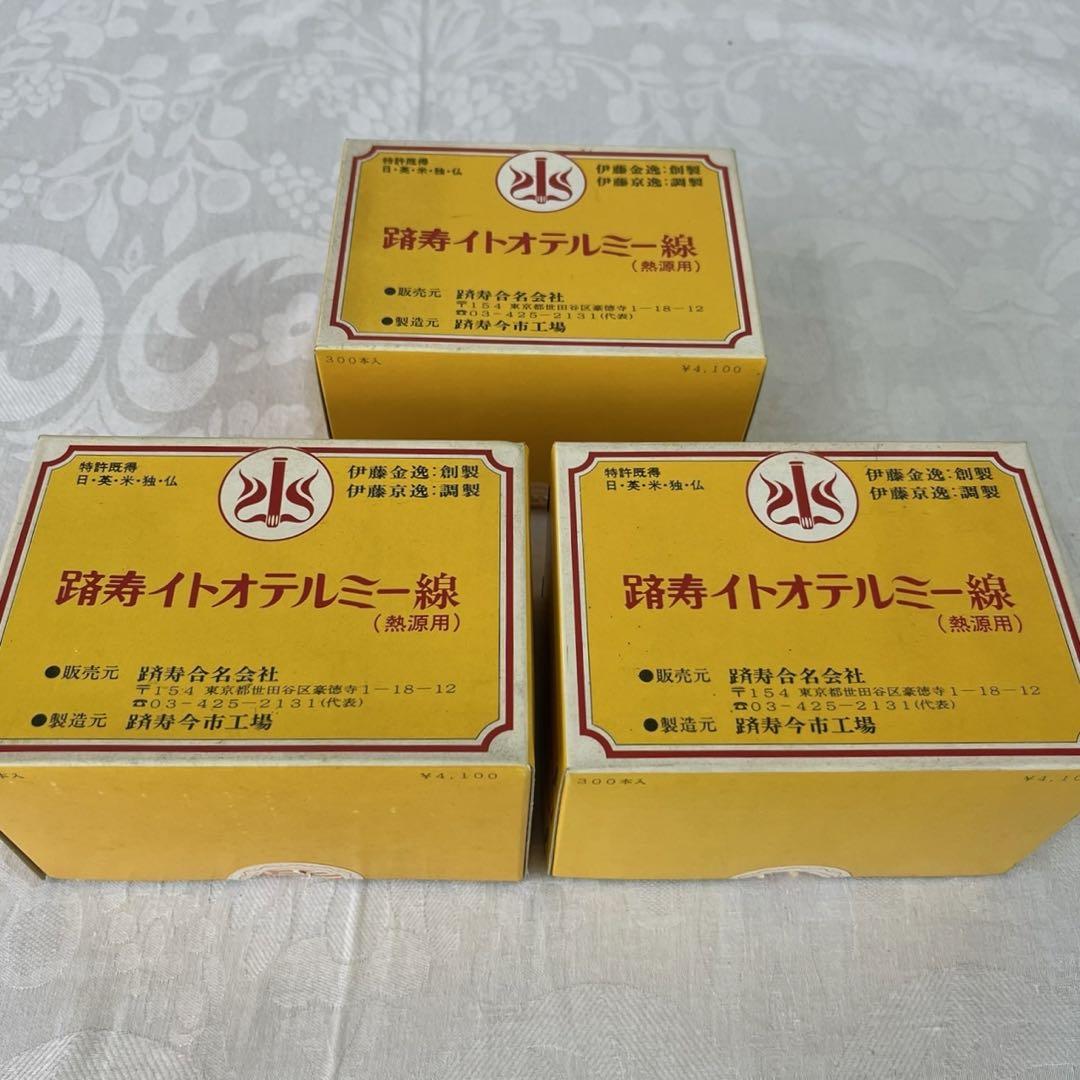 特許既得
日・英・米・独・仏
伊藤金逸:創製
伊藤京逸:調製
躋寿イトオテルミー線
(熱源用)
●販売元 躋寿合名会社
〒154 東京都世田谷区豪徳寺1-18-12
☎03-425-2131(代表)
●製造元 躋寿今市工場
300本入
¥4,100
特許既得
日・英・米・独・仏
伊藤金逸:創製
伊藤京逸:調製
躋寿イトオテルミー線
(熱源用)
●販売元 躋寿合名会社
〒154 東京都世田谷区豪徳寺1-18-12
☎03-425-2131(代表)
●製造元 躋寿今市工場
本入
¥4,100
特許既得
日・英・米・独・仏
伊藤金逸:創製
伊藤京逸:調製
躋寿イトオテルミー線
(熱源用)
●販売元 躋寿合名会社
〒154 東京都世田谷区豪徳寺1-18-12
☎03-425-2131(代表)
●製造元 躋寿今市工場
300本入
¥4,10